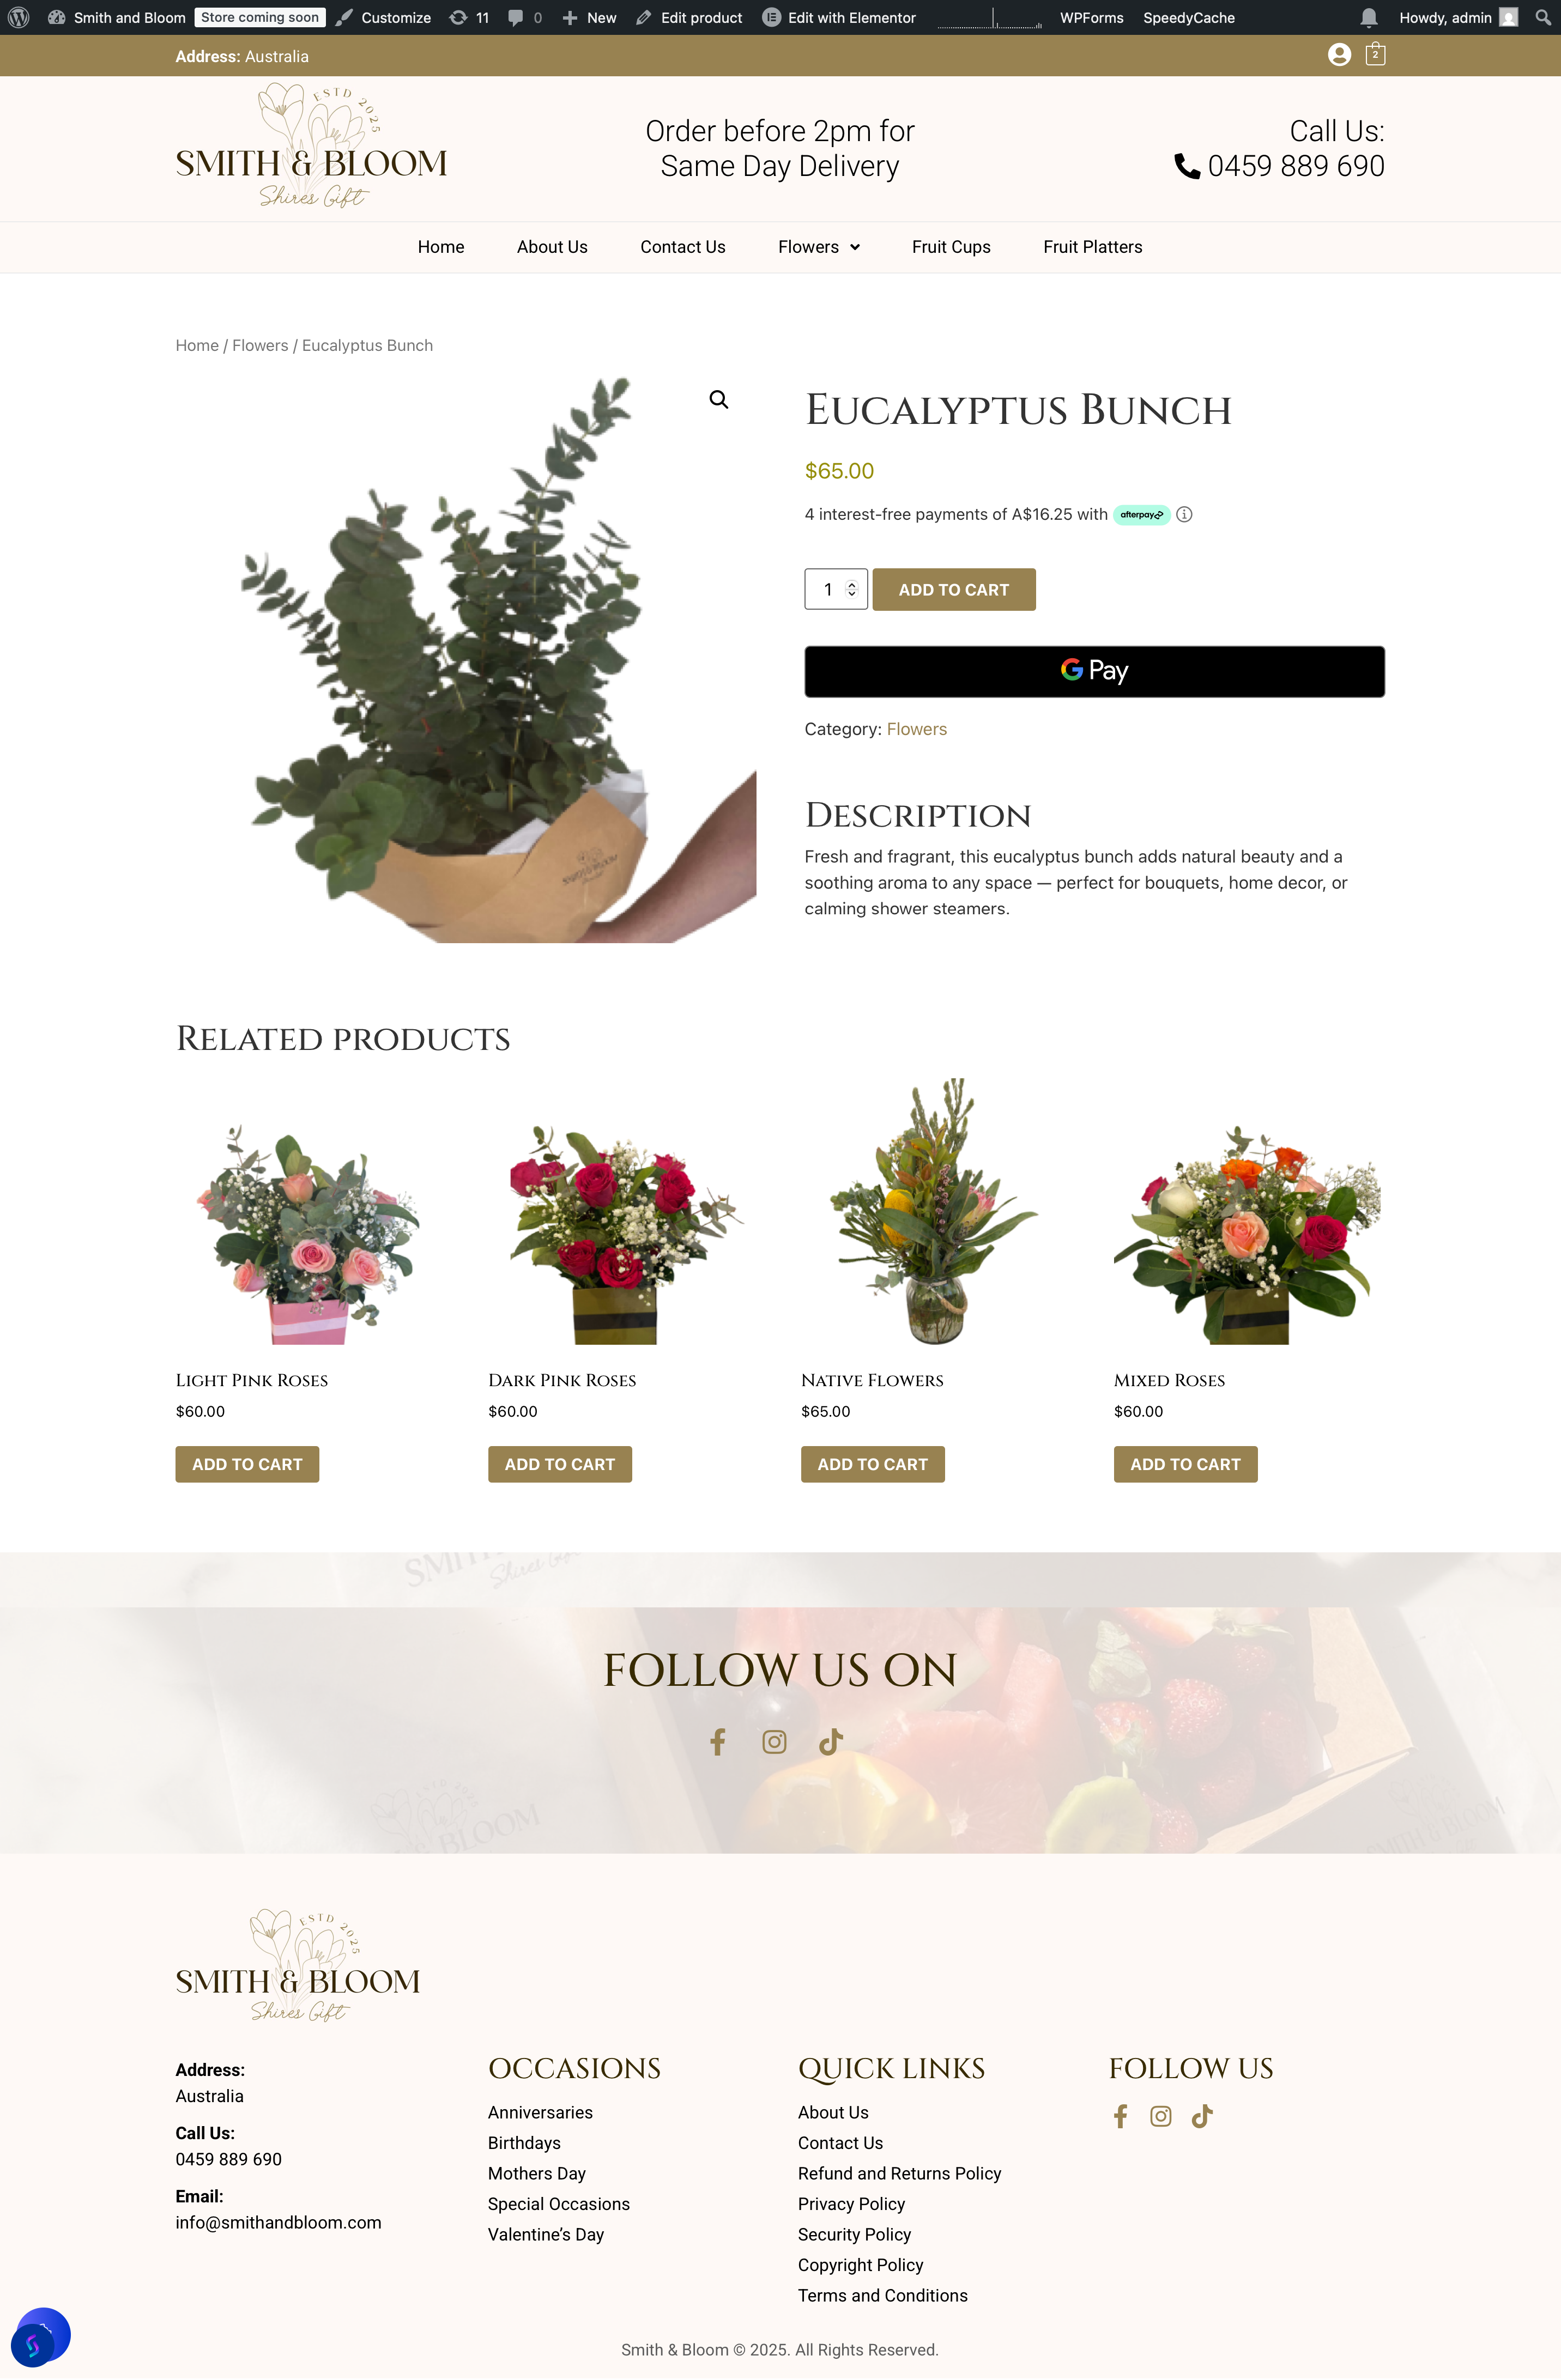 Smith and Bloom Store coming soon Customize 11 0 New Edit product Edit with Elementor WPForms SpeedyCache Howdy, admin
Address: Australia
2
ESTD 2025
SMITH & BLOOM
Shires Gift
Order before 2pm for
Same Day Delivery
Call Us:
0459 889 690
Home About Us Contact Us Flowers Fruit Cups Fruit Platters
Home / Flowers / Eucalyptus Bunch
Eucalyptus Bunch
$65.00
4 interest-free payments of A$16.25 with afterpay
1 ADD TO CART
G Pay
Category: Flowers
Description
Fresh and fragrant, this eucalyptus bunch adds natural beauty and a
soothing aroma to any space — perfect for bouquets, home decor, or
calming shower steamers.
SMITH & BLOOM
Related products
Light Pink Roses
$60.00
ADD TO CART
Dark Pink Roses
$60.00
ADD TO CART
Native Flowers
$65.00
ADD TO CART
Mixed Roses
$60.00
ADD TO CART
SMITH
Shires Gift
FOLLOW US ON
BLOOM
SMITH & BLOOM
ESTD 2025
SMITH & BLOOM
Shires Gift
Address:
Australia
Call Us:
0459 889 690
Email:
info@smithandbloom.com
OCCASIONS
Anniversaries
Birthdays
Mothers Day
Special Occasions
Valentine’s Day
QUICK LINKS
About Us
Contact Us
Refund and Returns Policy
Privacy Policy
Security Policy
Copyright Policy
Terms and Conditions
FOLLOW US
Smith & Bloom © 2025. All Rights Reserved.